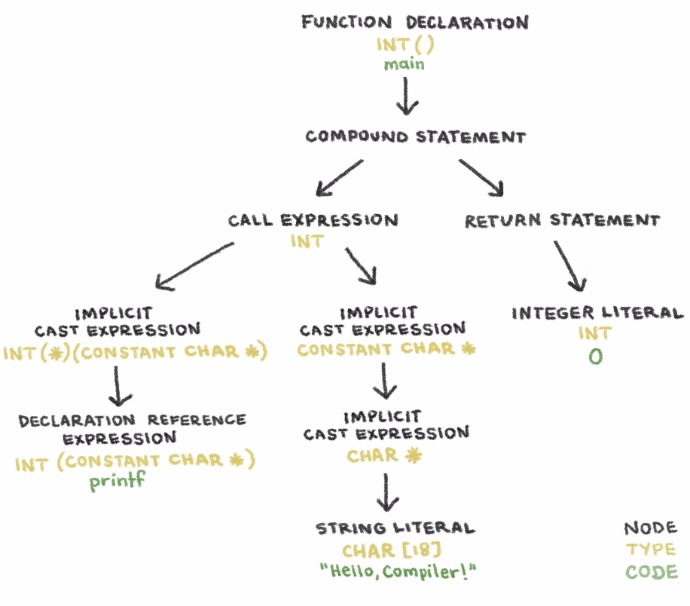 FUNCTION DECLARATION
INT ()
main
COMPOUND STATEMENT
CALL EXPRESSION
INT
RETURN STATEMENT
IMPLICIT
CAST EXPRESSION
INT (*)(CONSTANT CHAR *)
IMPLICIT
CAST EXPRESSION
CONSTANT CHAR *
INTEGER LITERAL
INT
0
DECLARATION REFERENCE
EXPRESSION
INT (CONSTANT CHAR *)
printf
IMPLICIT
CAST EXPRESSION
CHAR *
STRING LITERAL
CHAR [18]
"Hello, Compiler!"
NODE
TYPE
CODE